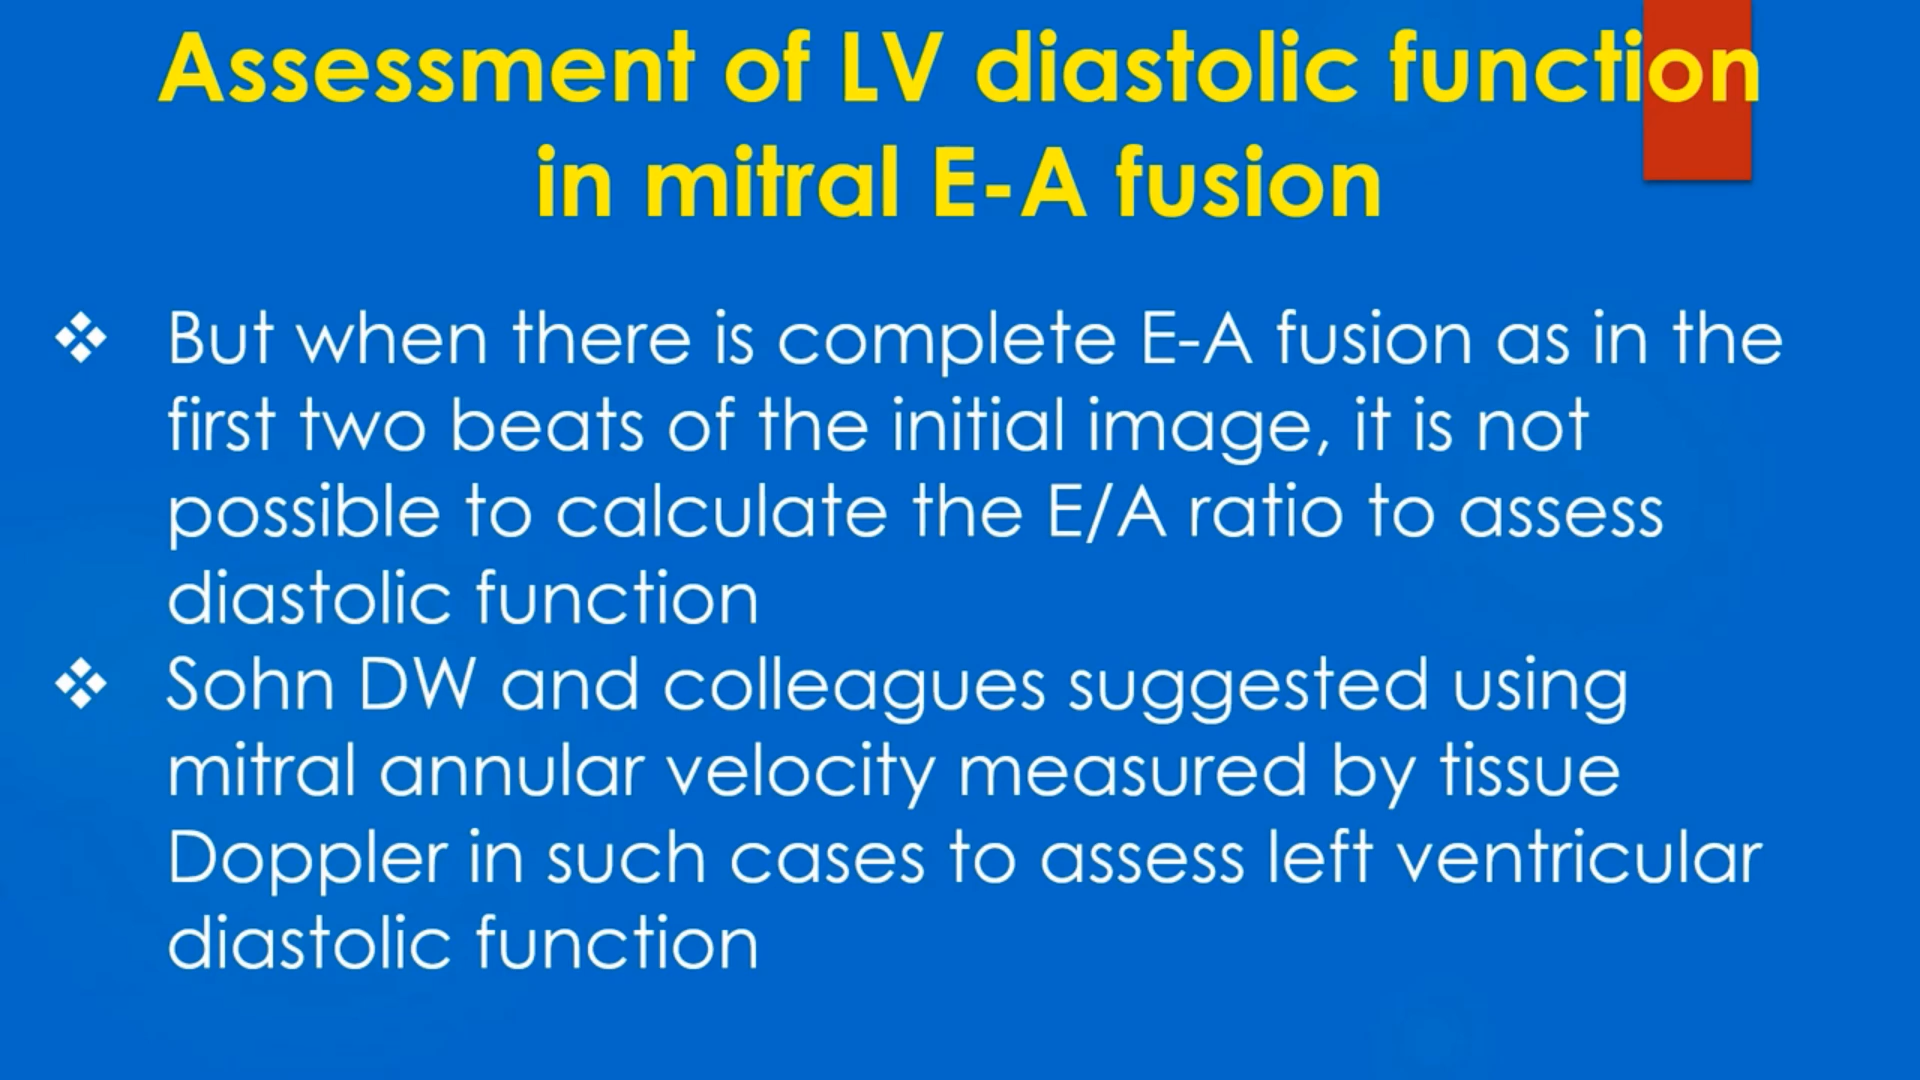 Assessment of LV diastolic function
in mitral E-A fusion
❖ But when there is complete E-A fusion as in the
first two beats of the initial image, it is not
possible to calculate the E/A ratio to assess
diastolic function
❖ Sohn DW and colleagues suggested using
mitral annular velocity measured by tissue
Doppler in such cases to assess left ventricular
diastolic function